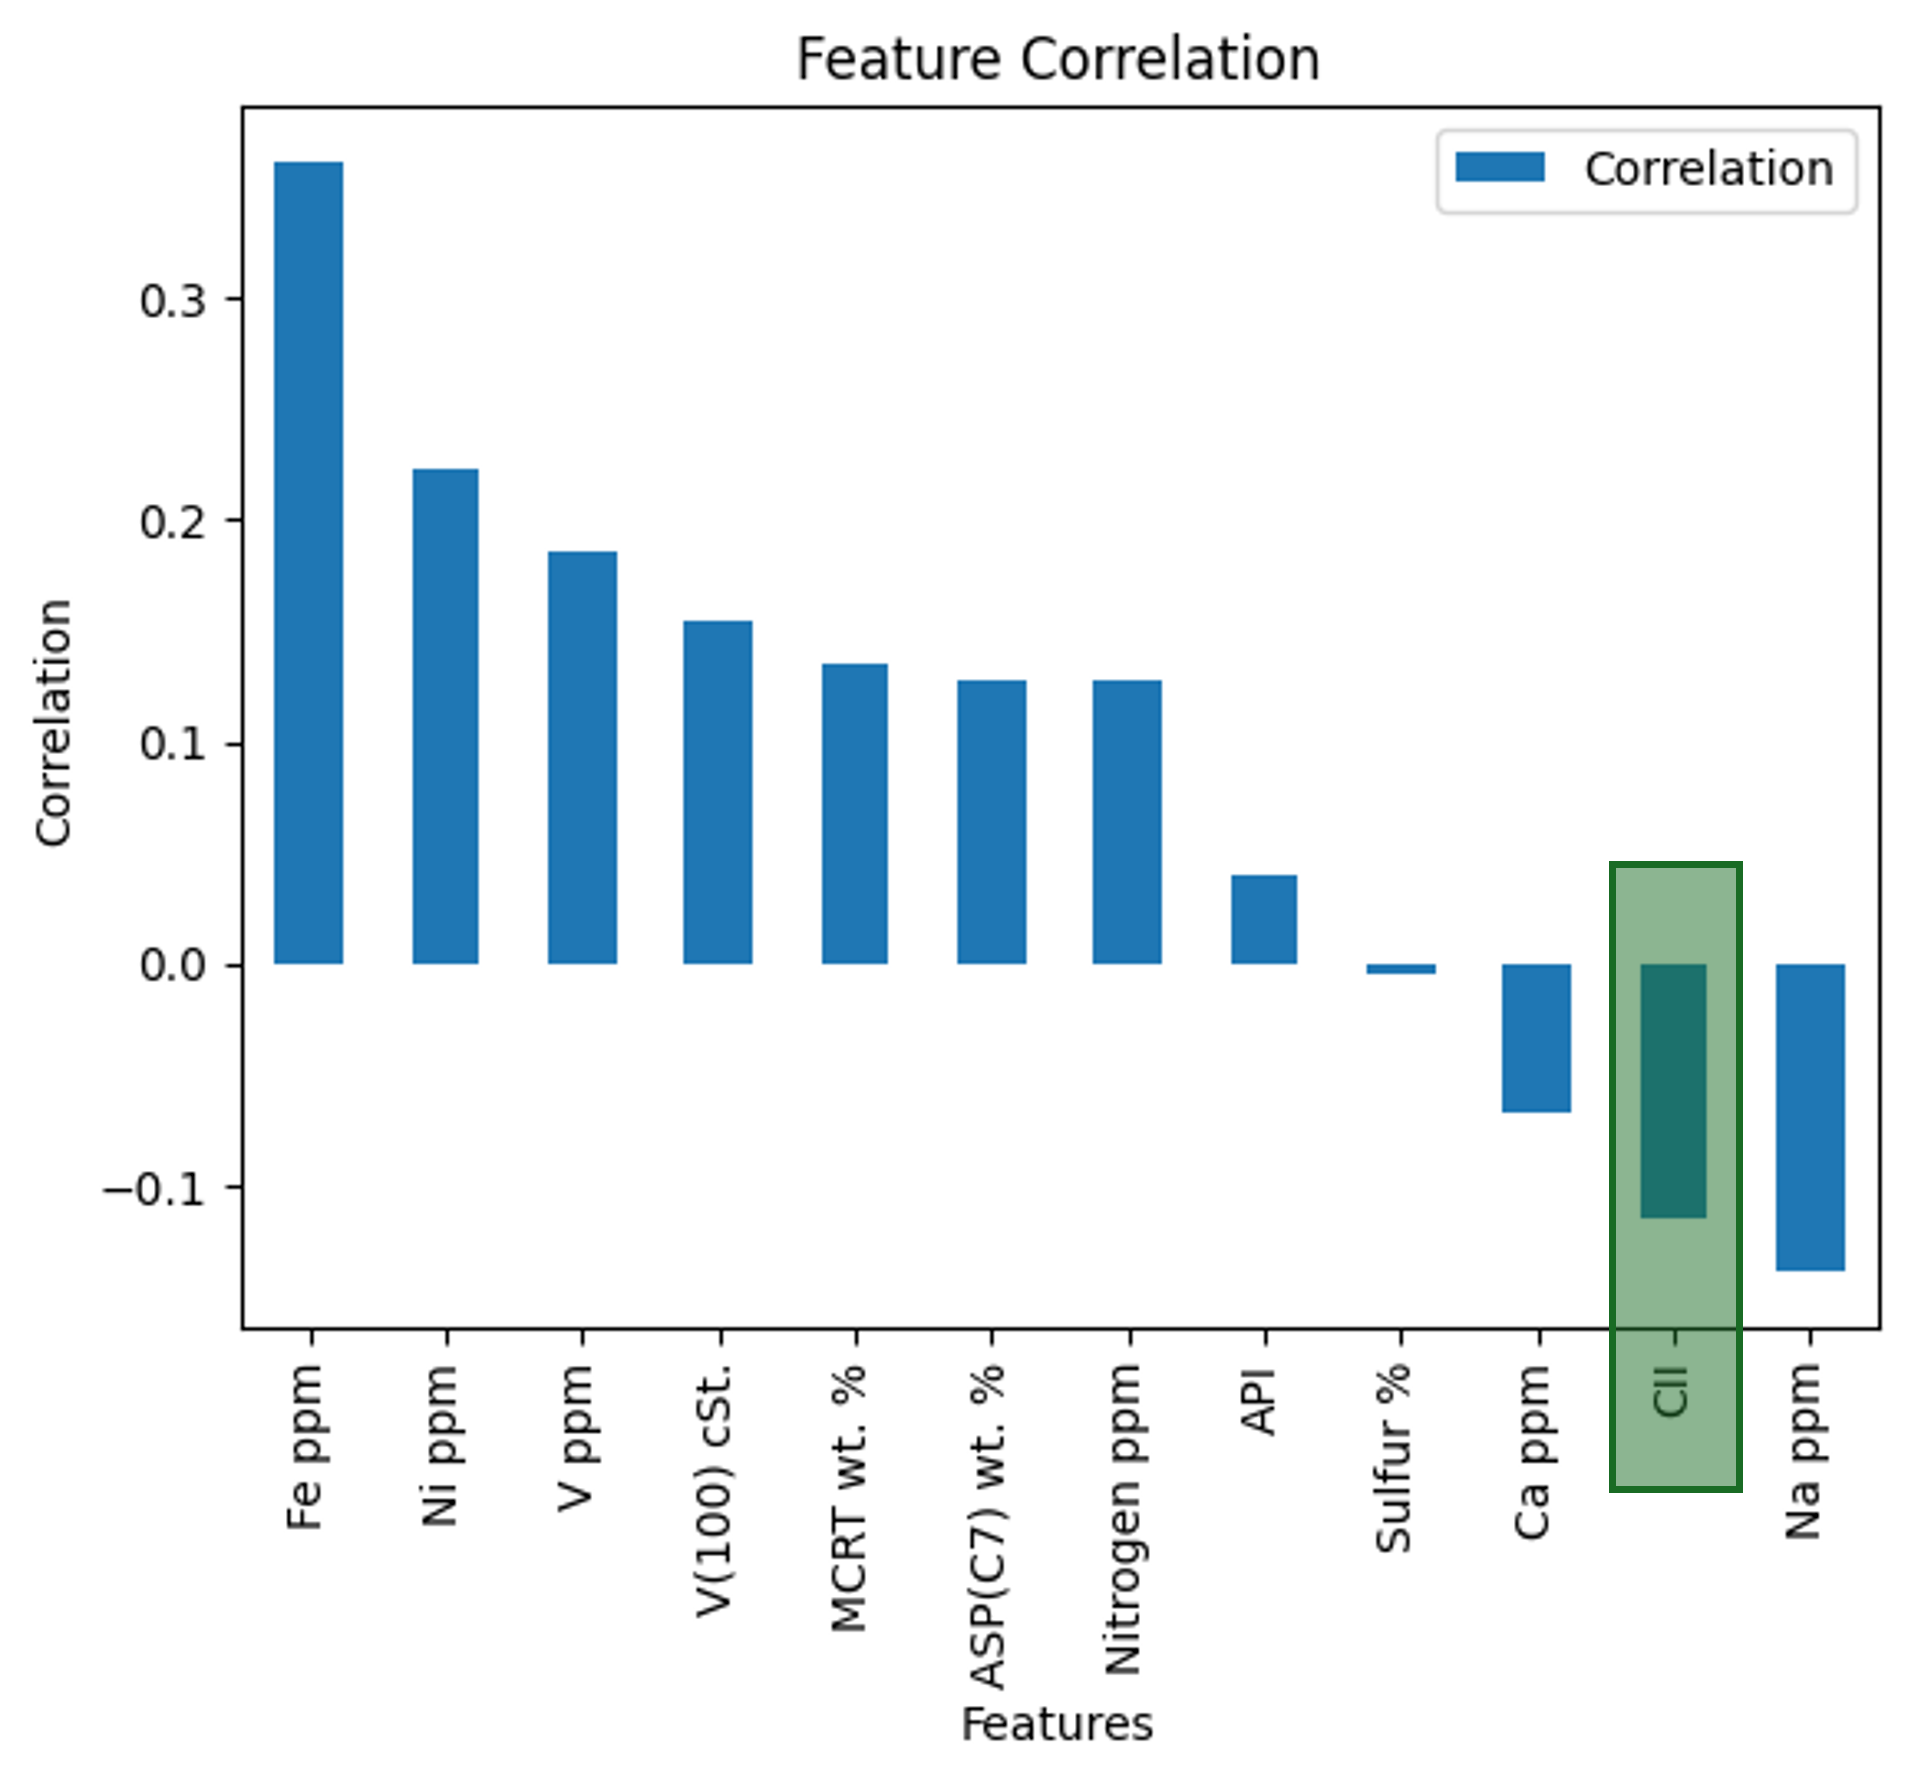 Feature Correlation
Correlation
Correlation
0.3
0.2
0.1
0.0
−0.1
Fe ppm
Ni ppm
V ppm
V(100) cSt.
MCRT wt. %
ASP(C7) wt. %
Nitrogen ppm
API
Sulfur %
Ca ppm
CII
Na ppm
Features